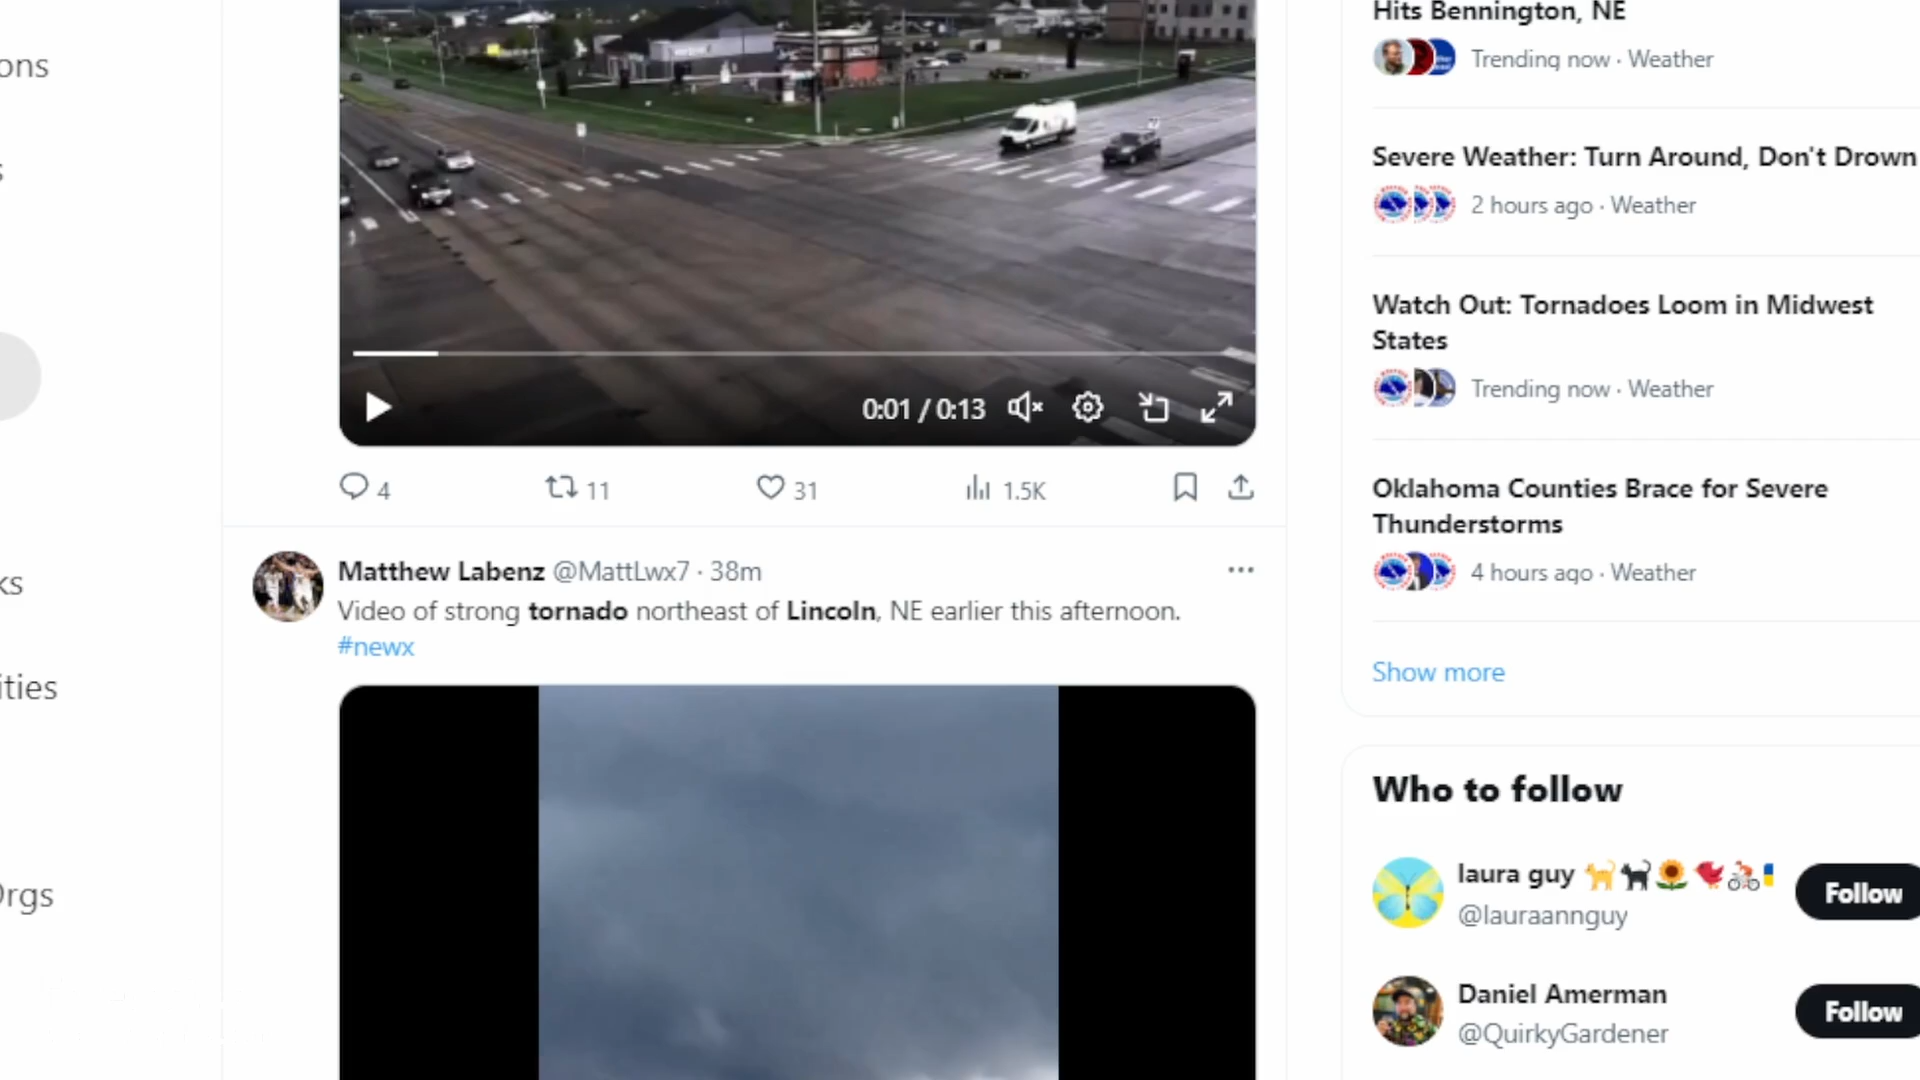 ons
s
ks
ities
Orgs
0:01 / 0:13
4
11
31
1.5K
Matthew Labenz @MattLwx7 · 38m
Video of strong tornado northeast of Lincoln, NE earlier this afternoon.
#newx
Hits Bennington, NE
Trending now · Weather
Severe Weather: Turn Around, Don't Drown
2 hours ago · Weather
Watch Out: Tornadoes Loom in Midwest
States
Trending now · Weather
Oklahoma Counties Brace for Severe
Thunderstorms
4 hours ago · Weather
Show more
Who to follow
laura guy 🐈🐈‍⬛🌻🐦🚴🇺🇦
@lauraannguy
Follow
Daniel Amerman
@QuirkyGardener
Follow